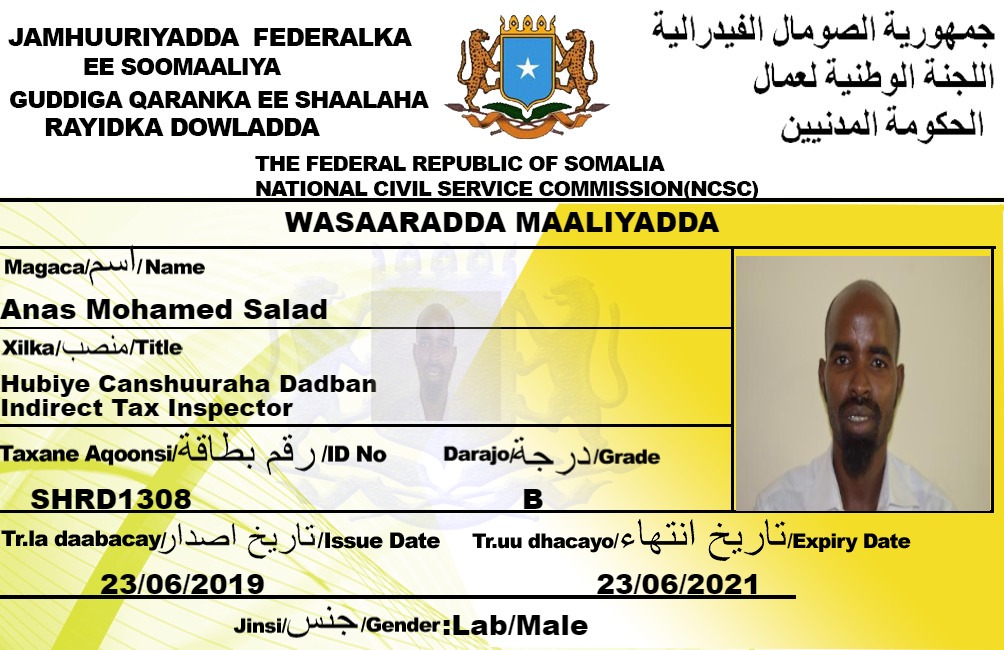 JAMHUURIYADDA FEDERALKA
EE SOOMAALIYA
GUDDIGA QARANKA EE SHAALAHA
RAYIDKA DOWLADDA
جمهورية الصومال الفيدرالية
اللجنة الوطنية لعمال
الحكومة المدنيين
THE FEDERAL REPUBLIC OF SOMALIA
NATIONAL CIVIL SERVICE COMMISSION(NCSC)
WASAARADDA MAALIYADDA
Magaca/اسم/Name
Anas Mohamed Salad
Xilka/منصب/Title
Hubiye Canshuuraha Dadban
Indirect Tax Inspector
Taxane Aqoonsi/رقم بطاقة/ID No Darajo/درجة/Grade
SHRD1308 B
Tr.la daabacay/تاريخ اصدار/Issue Date Tr.uu dhacayo/تاريخ انتهاء/Expiry Date
23/06/2019 23/06/2021
Jinsi/جنس/Gender:Lab/Male